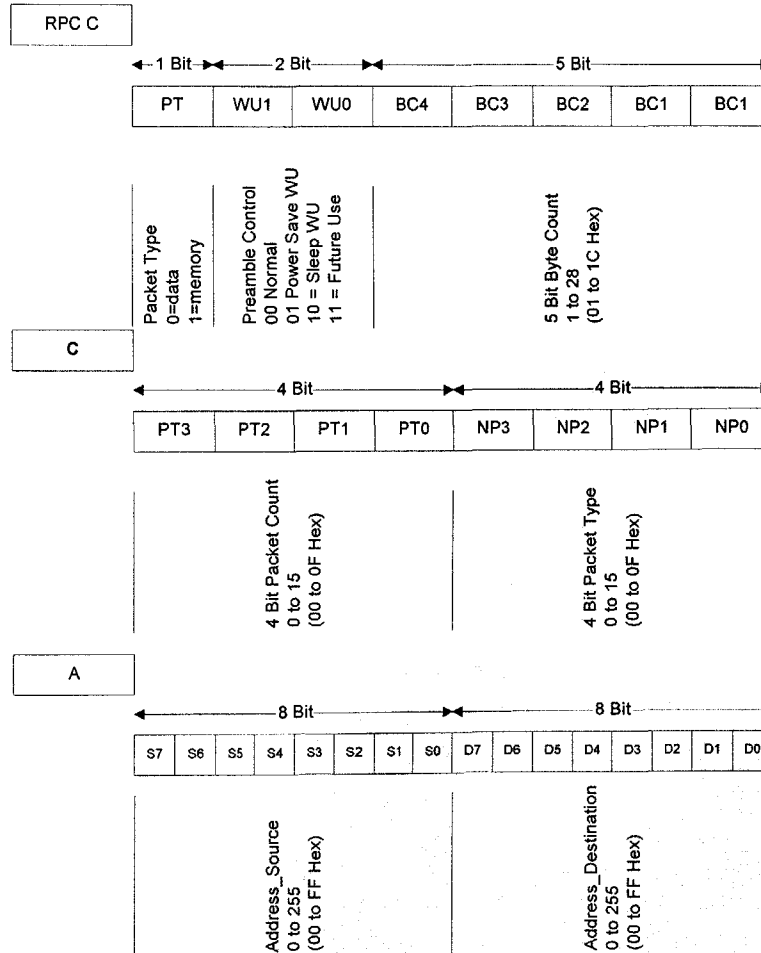 RPC C
1 Bit 2 Bit 5 Bit
PT WU1 WU0 BC4 BC3 BC2 BC1 BC1
Packet Type
0=data
1=memory
Preamble Control
00 Normal
01 Power Save WU
10 = Sleep WU
11 = Future Use
5 Bit Byte Count
1 to 28
(01 to 1C Hex)
C
4 Bit 4 Bit
PT3 PT2 PT1 PT0 NP3 NP2 NP1 NP0
4 Bit Packet Count
0 to 15
(00 to 0F Hex)
4 Bit Packet Type
0 to 15
(00 to 0F Hex)
A
8 Bit 8 Bit
S7 S6 S5 S4 S3 S2 S1 S0 D7 D6 D5 D4 D3 D2 D1 D0
Address_Source
0 to 255
(00 to FF Hex)
Address_Destination
0 to 255
(00 to FF Hex)